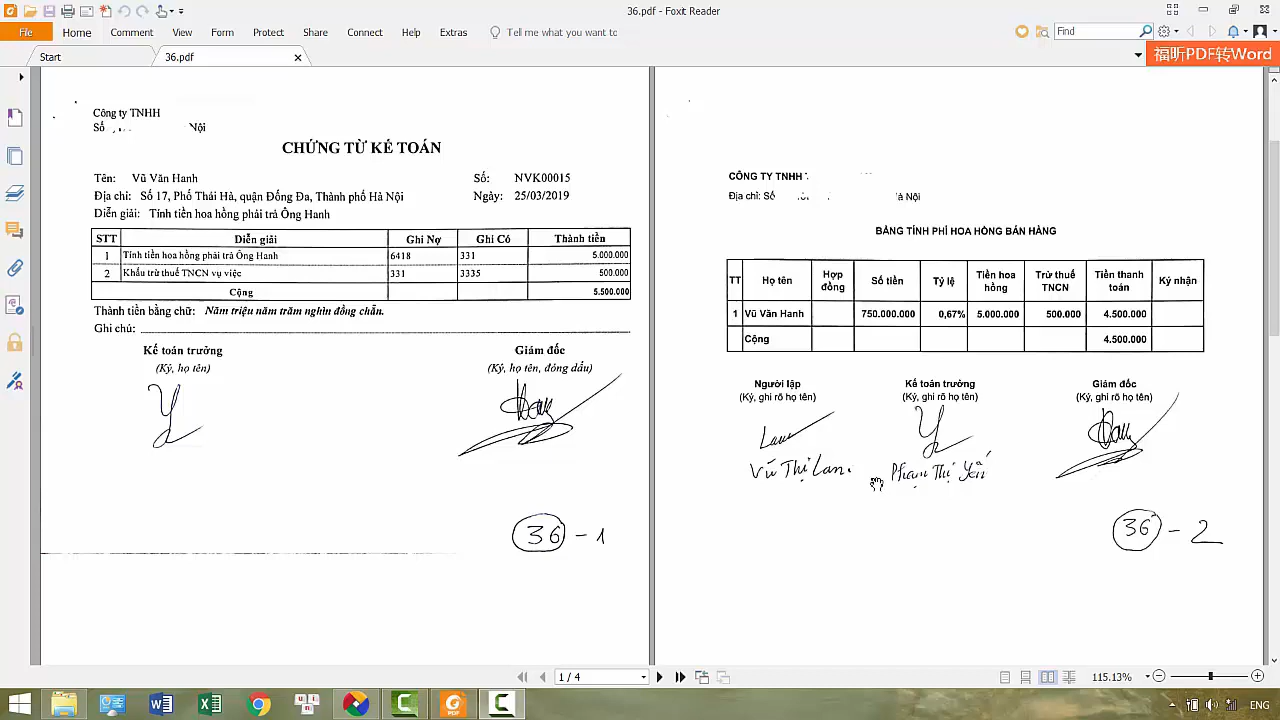 36.pdf - Foxit Reader
File Home Comment View Form Protect Share Connect Help Extras Tell me what you want to Find
Start 36.pdf 福昕PDF转Word
Công ty TNHH
Số Nội
CHỨNG TỪ KẾ TOÁN
Tên: Vũ Văn Hanh Số: NVK00015
Địa chỉ: Số 17, Phố Thái Hà, quận Đống Đa, Thành phố Hà Nội Ngày: 25/03/2019
Diễn giải: Tính tiền hoa hồng phải trả Ông Hanh
STT Diễn giải Ghi Nợ Ghi Có Thành tiền
1 Tính tiền hoa hồng phải trả Ông Hanh 6418 331 5.000.000
2 Khấu trừ thuế TNCN vụ việc 331 3335 500.000
Cộng 5.500.000
Thành tiền bằng chữ: Năm triệu năm trăm nghìn đồng chẵn.
Ghi chú:
Kế toán trưởng Giám đốc
(Ký, họ tên) (Ký, họ tên, đóng dấu)
36 - 1
CÔNG TY TNHH
Địa chỉ: Số à Nội
BẢNG TÍNH PHÍ HOA HỒNG BÁN HÀNG
TT Họ tên Hợp đồng Số tiền Tỷ lệ Tiền hoa hồng Trừ thuế TNCN Tiền thanh toán Ký nhận
1 Vũ Văn Hanh 750.000.000 0,67% 5.000.000 500.000 4.500.000
Cộng 4.500.000
Người lập Kế toán trưởng Giám đốc
(Ký, ghi rõ họ tên) (Ký, ghi rõ họ tên) (Ký, ghi rõ họ tên)
Vũ Thị Lan. Phạm Thị Yến
36 - 2
1 / 4 115.13%
ENG